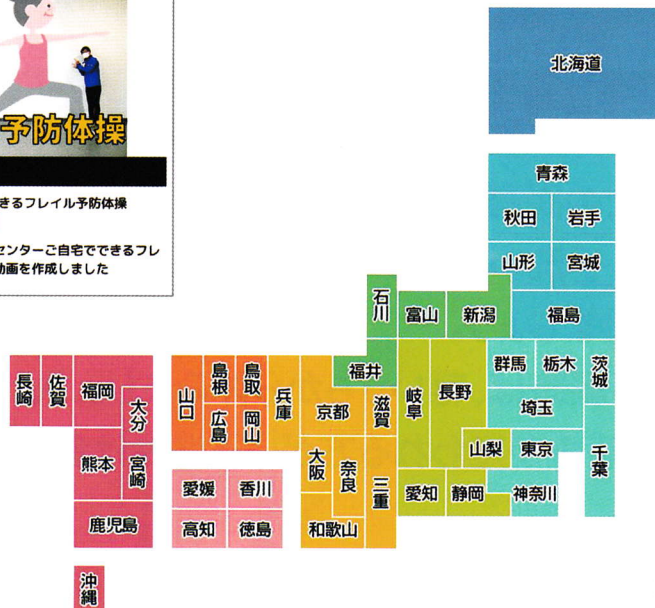 予防体操
きるフレイル予防体操
センターご自宅でできるフレ
動画を作成しました
北海道
青森
秋田
岩手
山形
宮城
石川
富山
新潟
福島
福井
岐阜
長野
群馬
栃木
茨城
長崎
佐賀
福岡
大分
山口
島根
鳥取
兵庫
京都
滋賀
埼玉
広島
岡山
熊本
宮崎
大阪
奈良
三重
山梨
東京
千葉
愛媛
香川
愛知
静岡
神奈川
鹿児島
高知
徳島
和歌山
沖縄